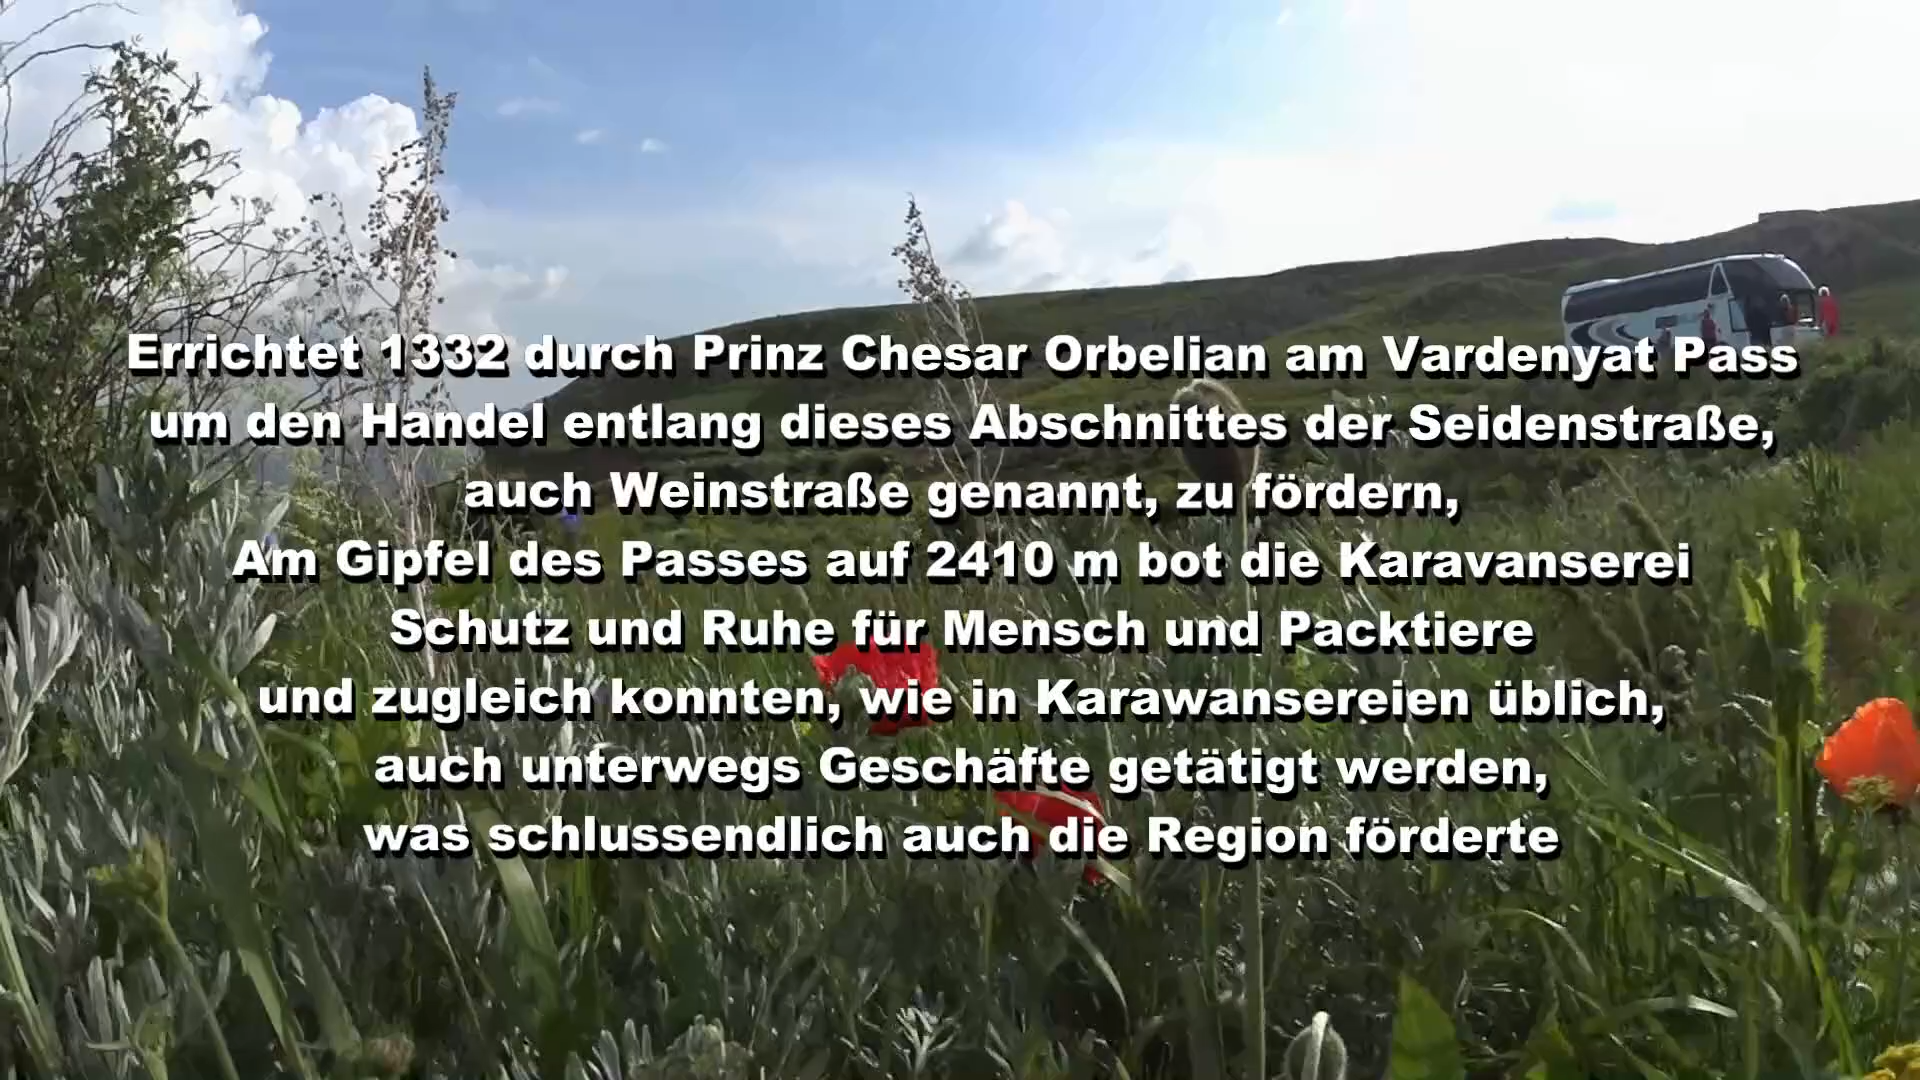 Errichtet 1332 durch Prinz Chesar Orbelian am Vardenyat Pass
um den Handel entlang dieses Abschnittes der Seidenstraße,
auch Weinstraße genannt, zu fördern,
Am Gipfel des Passes auf 2410 m bot die Karavanserei
Schutz und Ruhe für Mensch und Packtiere
und zugleich konnten, wie in Karawansereien üblich,
auch unterwegs Geschäfte getätigt werden,
was schlussendlich auch die Region förderte